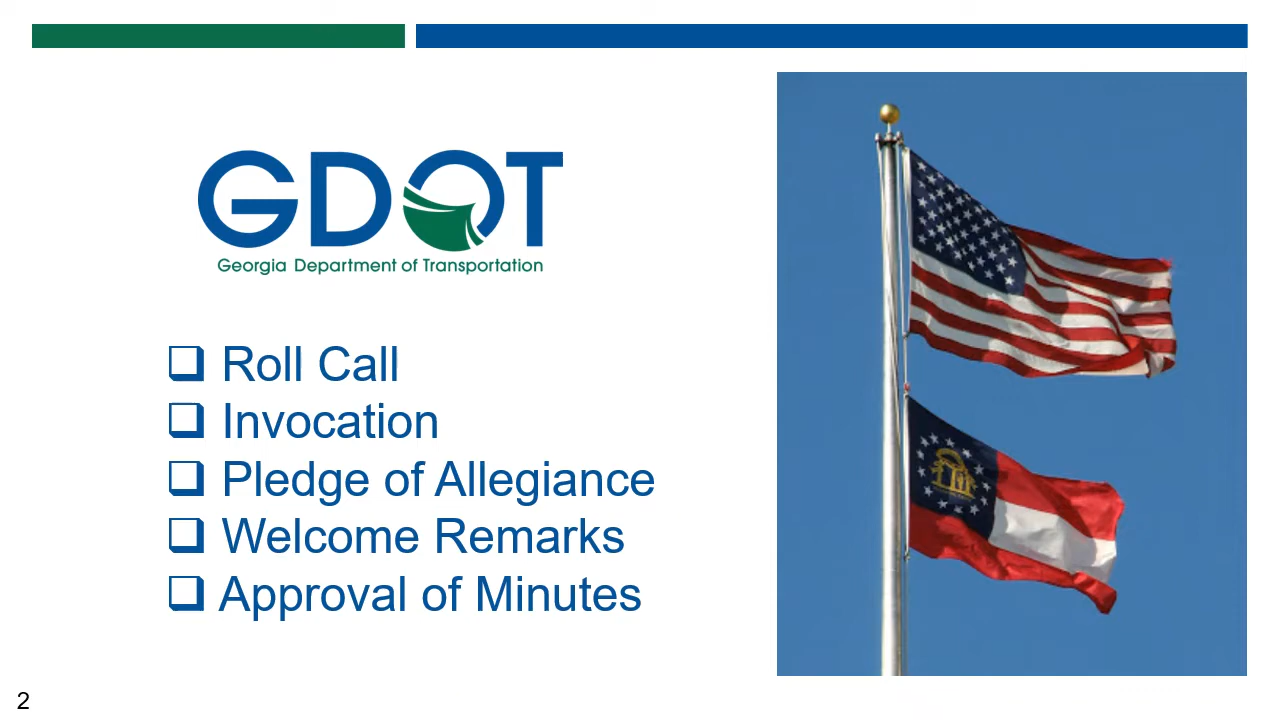 GDOT
Georgia Department of Transportation
Roll Call
Invocation
Pledge of Allegiance
Welcome Remarks
Approval of Minutes
2